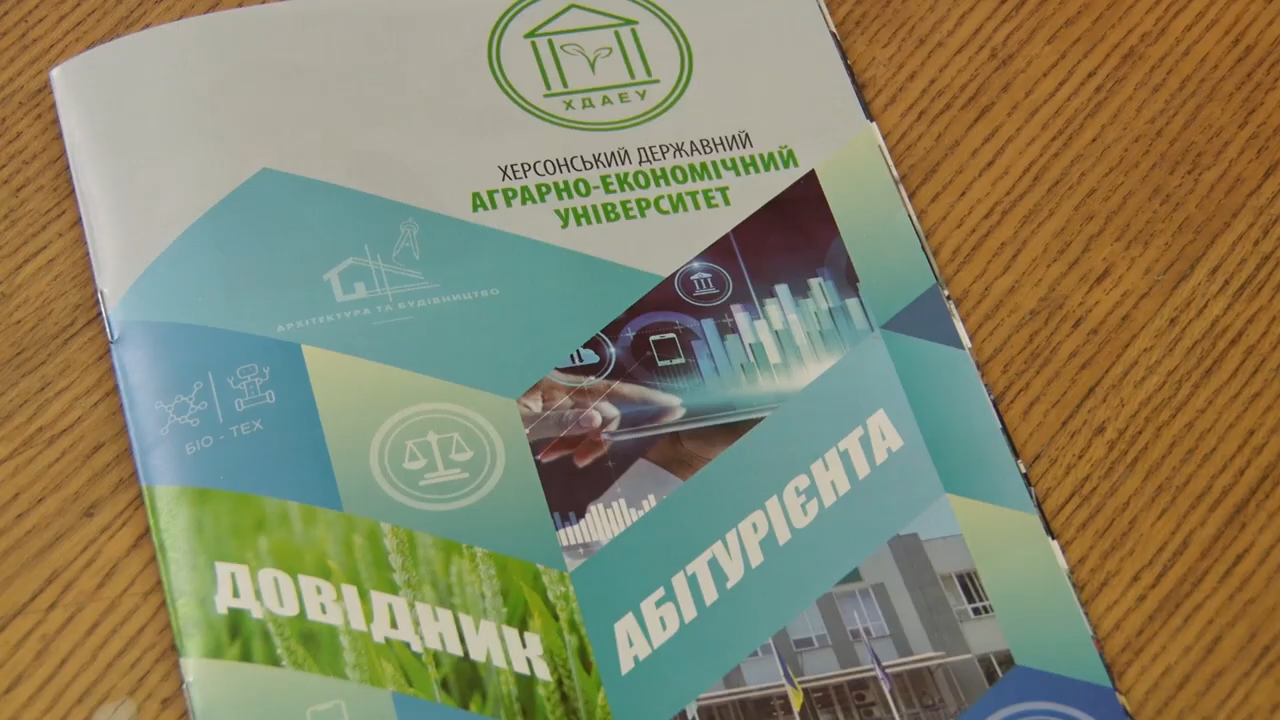 ХДАЕУ
ХЕРСОНСЬКИЙ ДЕРЖАВНИЙ
АГРАРНО-ЕКОНОМІЧНИЙ
УНІВЕРСИТЕТ
АРХІТЕКТУРА ТА БУДІВНИЦТВО
БІО - ТЕХ
ДОВІДНИК
АБІТУРІЄНТА